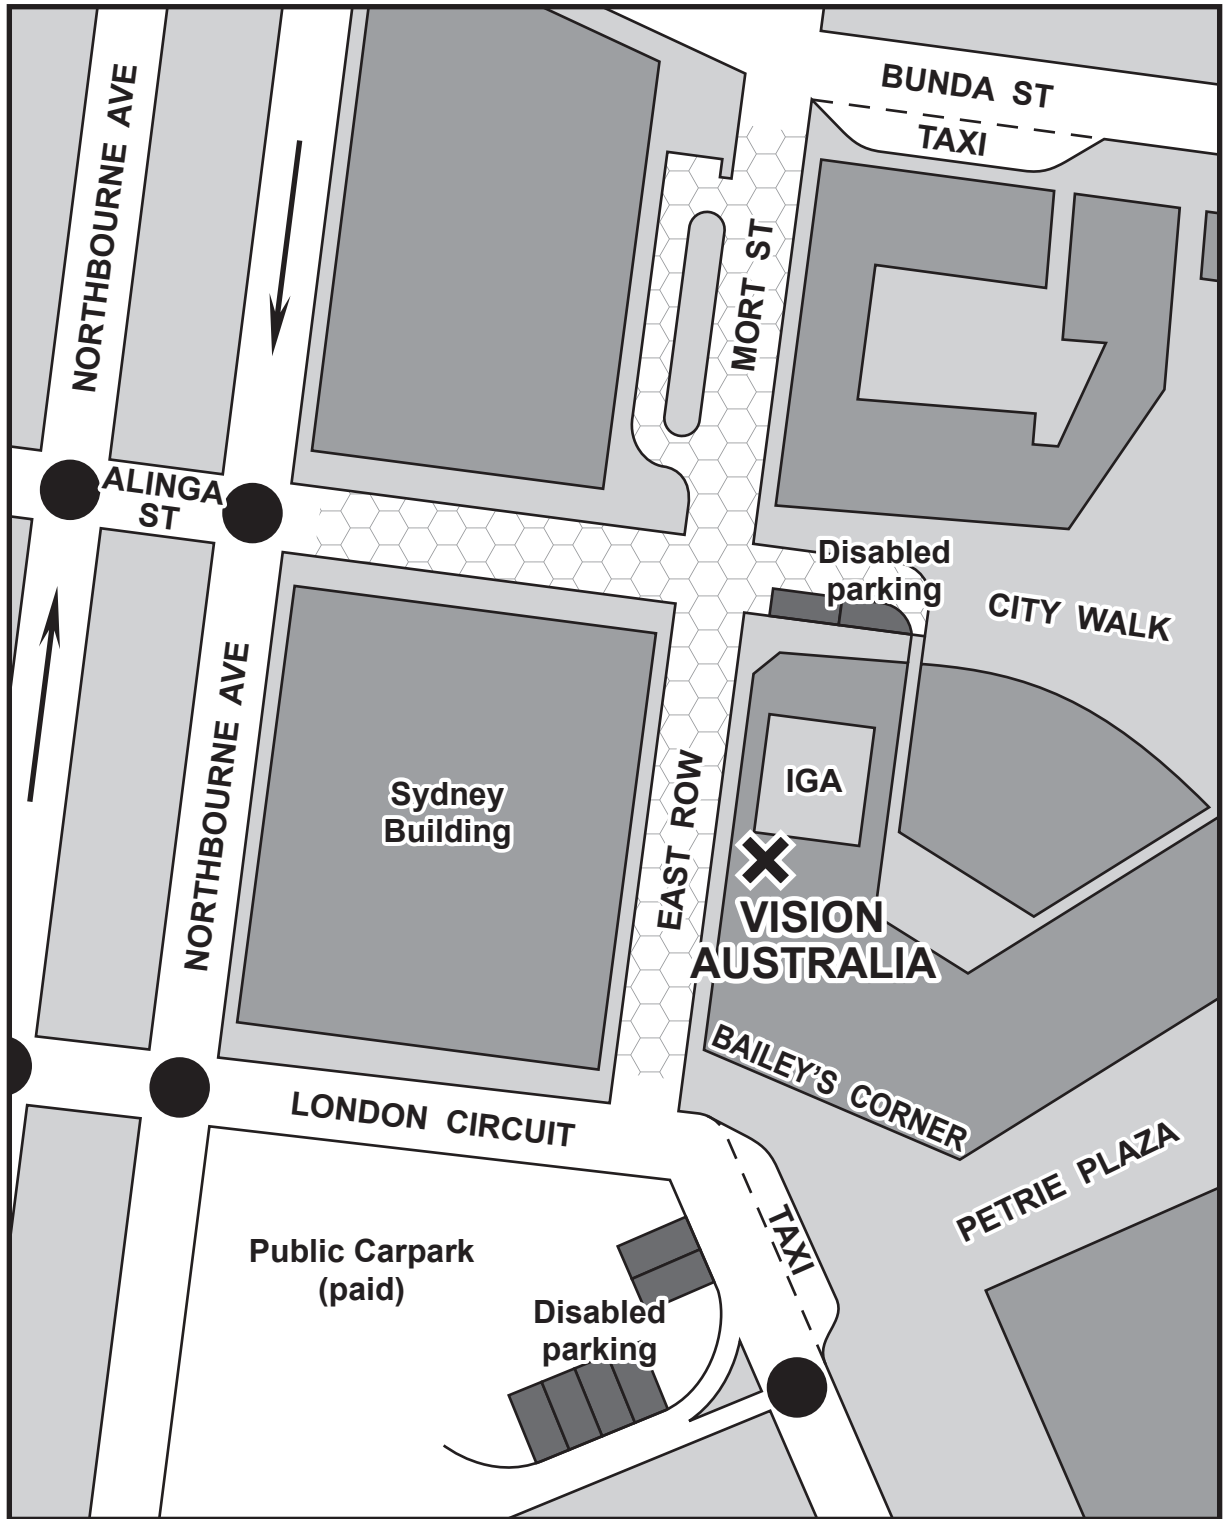 BUNDA ST
TAXI
NORTHBOURNE AVE
MORT ST
ALINGA
ST
Disabled
parking
CITY WALK
NORTHBOURNE AVE
Sydney
Building
EAST ROW
IGA
VISION
AUSTRALIA
BAILEY'S CORNER
LONDON CIRCUIT
PETRIE PLAZA
TAXI
Public Carpark
(paid)
Disabled
parking